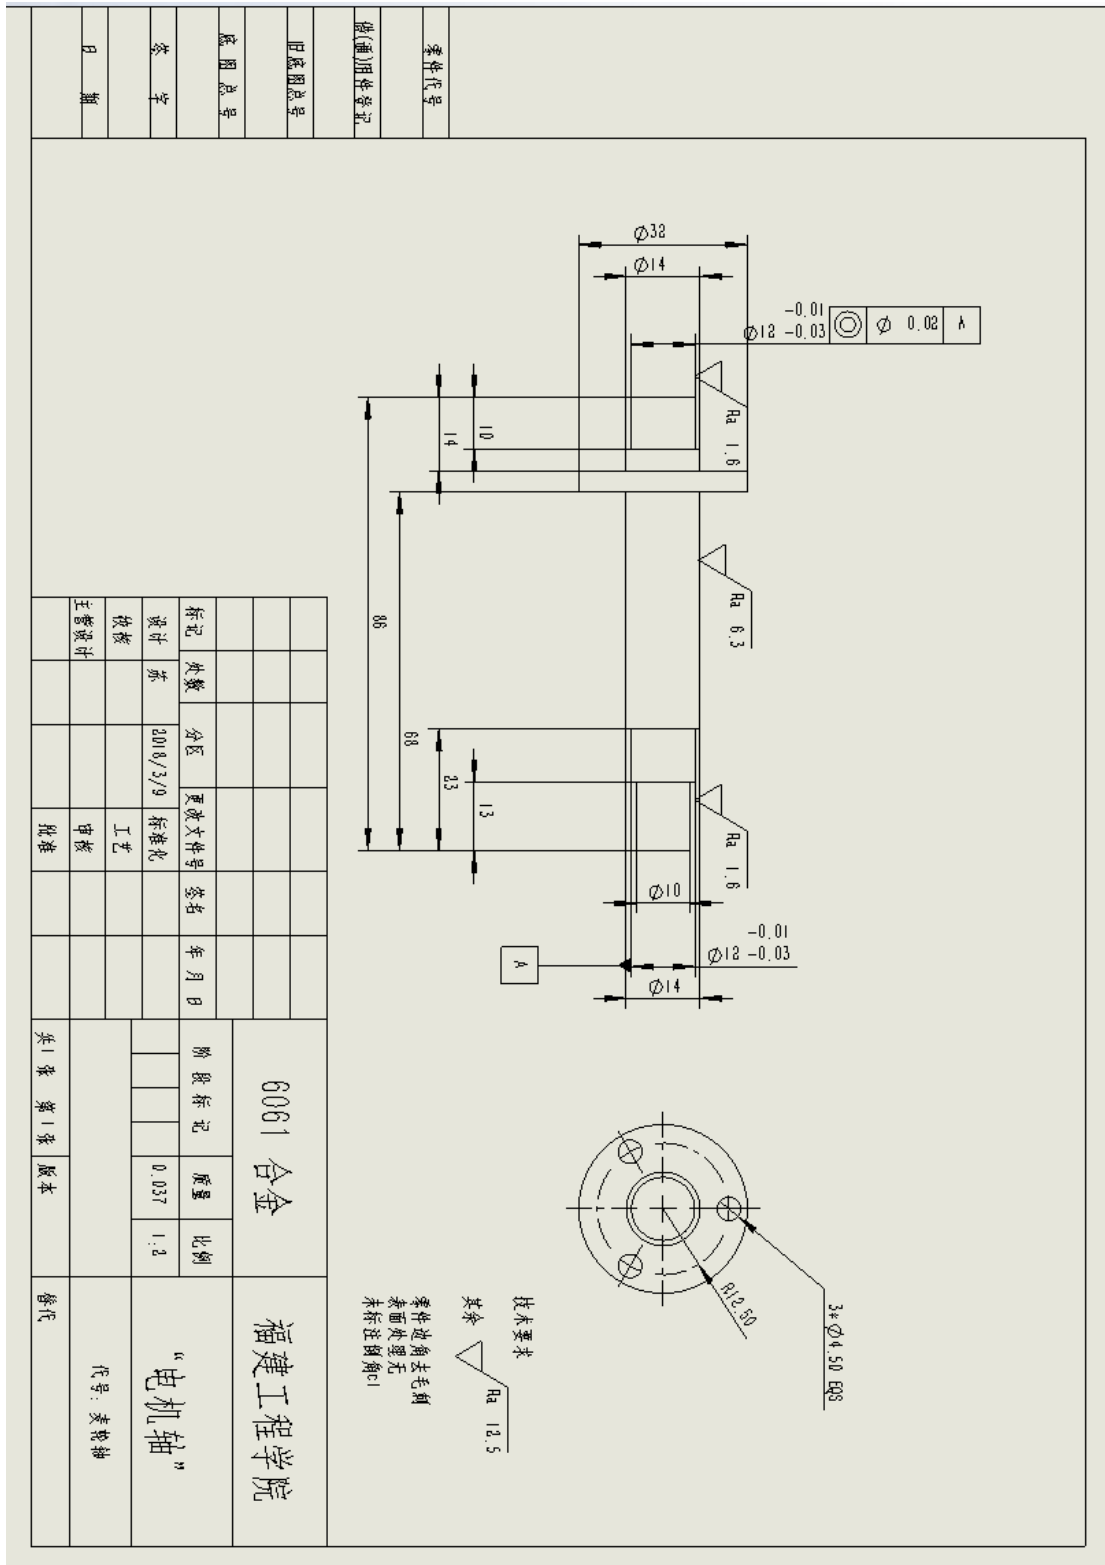 零件代号
借(通)用件登记
旧底图总号
底图总号
签 字
日 期
Ø32
Ø14
-0.01
Ø12 -0.03
Ø 0.02 A
Ra 1.6
10
14
86
68
Ra 6.3
23
13
Ra 1.6
Ø10
-0.01
Ø12 -0.03
Ø14
A
R12.50
3*Ø4.50 EQS
技术要求
其余
Ra 12.5
零件边角去毛刺
表面处理无
未标注倒角c1
标记 处数 分区 更改文件号 签名 年月日
设计 2018/3/9 标准化
校核 工艺
主管设计 审核
批准
6061 合金
阶段标记 质量 比例
0.037 1:2
共1张 第1张 版本 替代
福建工程学院
“电机轴”
代号: 麦轮轴